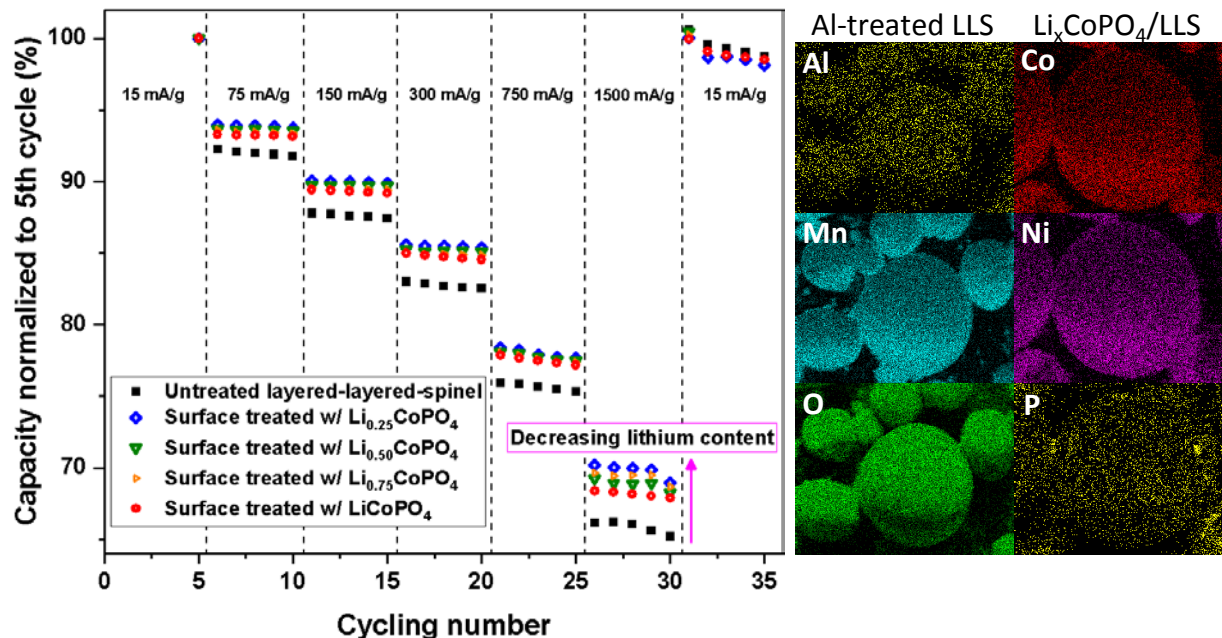 Capacity normalized to 5th cycle (%)
100
90
80
70
15 mA/g
75 mA/g
150 mA/g
300 mA/g
750 mA/g
1500 mA/g
15 mA/g
Untreated layered-layered-spinel
Surface treated w/ Li₀.₂₅CoPO₄
Surface treated w/ Li₀.₅₀CoPO₄
Surface treated w/ Li₀.₇₅CoPO₄
Surface treated w/ LiCoPO₄
Decreasing lithium content
0
5
10
15
20
25
30
35
Cycling number
Al-treated LLS
LiₓCoPO₄/LLS
Al
Co
Mn
Ni
O
P